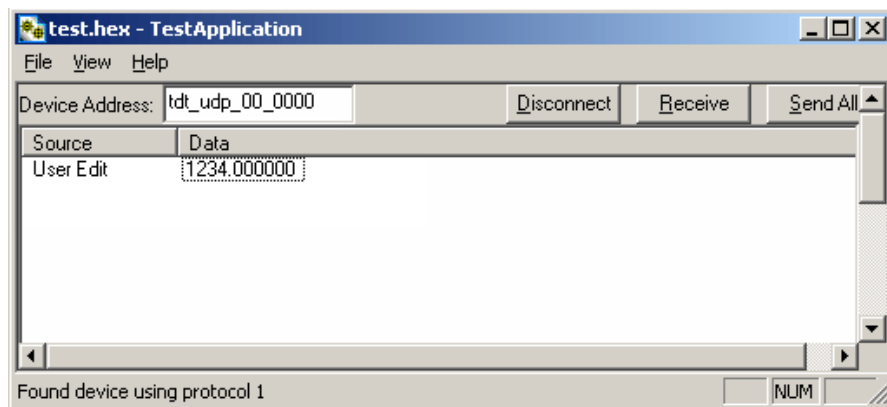 test.hex - TestApplication
File View Help
Device Address: tdt_udp_00_0000 Disconnect Receive Send All
Source Data
User Edit 1234.000000
Found device using protocol 1 NUM